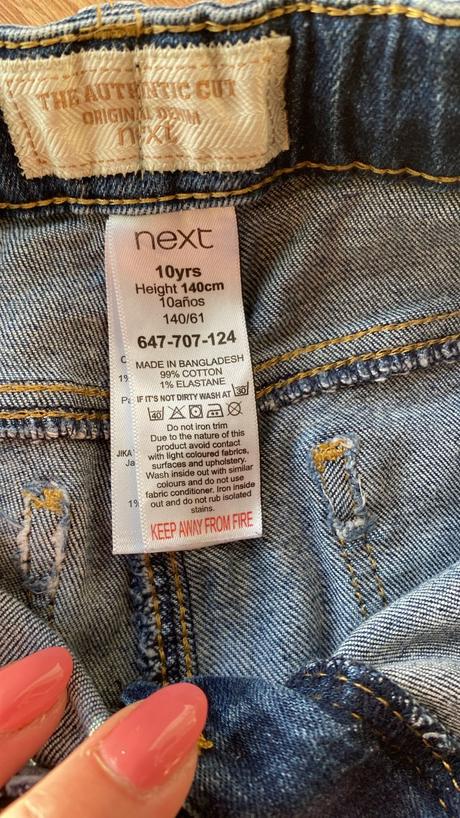 THE AUTHENTIC CUT
ORIGINAL DENIM
next
next
10yrs
Height 140cm
10años
140/61
647-707-124
MADE IN BANGLADESH
99% COTTON
1% ELASTANE
IF IT'S NOT DIRTY WASH AT 30
40
Do not iron trim
Due to the nature of this
product avoid contact
with light coloured fabrics,
surfaces and upholstery.
Wash inside out with similar
colours and do not use
fabric conditioner. Iron inside
out and do not rub isolated
stains.
KEEP AWAY FROM FIRE
JIKA